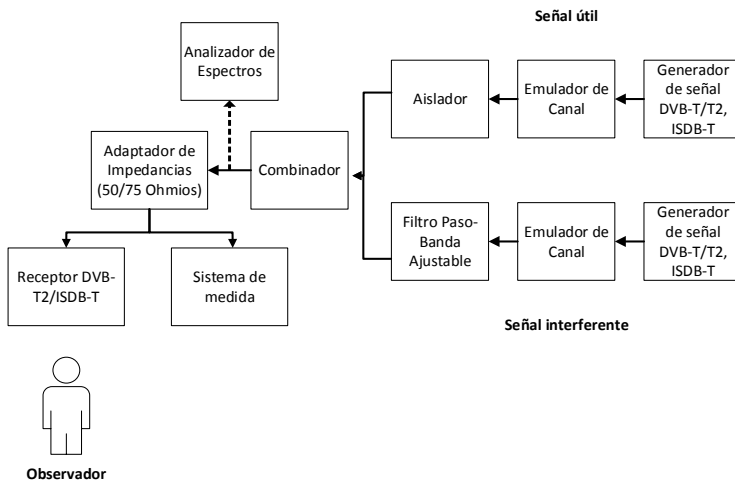 Señal útil
Analizador de
Espectros
Aislador
Emulador de
Canal
Generador
de señal
DVB-T/T2,
ISDB-T
Adaptador de
Impedancias
(50/75 Ohmios)
Combinador
Filtro Paso-
Banda
Ajustable
Emulador de
Canal
Generador
de señal
DVB-T/T2,
ISDB-T
Receptor DVB-
T2/ISDB-T
Sistema de
medida
Señal interferente
Observador